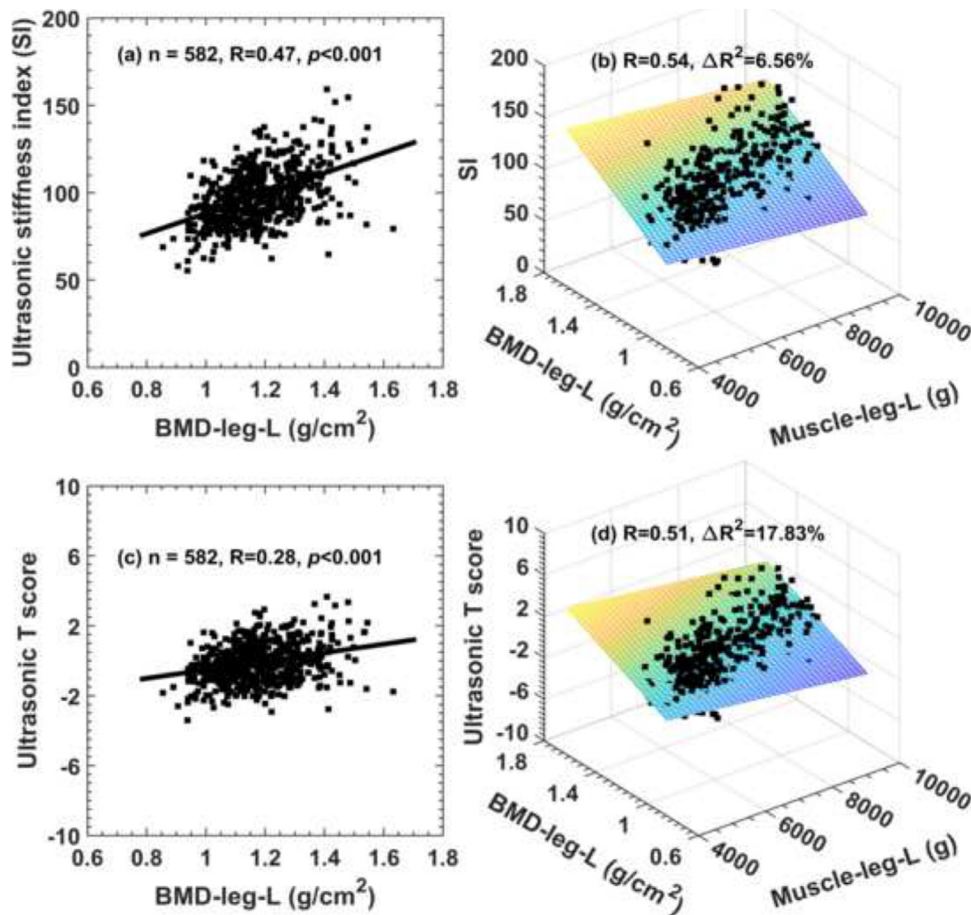 200
150
100
50
0
Ultrasonic stiffness index (SI)
(a) n = 582, R=0.47, p<0.001
0.6 0.8 1 1.2 1.4 1.6 1.8
BMD-leg-L (g/cm²)
(b) R=0.54, ΔR²=6.56%
200
150
100
50
0
SI
1.8
1.4
1
0.6
BMD-leg-L (g/cm²)
4000
6000
8000
10000
Muscle-leg-L (g)
10
6
2
-2
-6
-10
Ultrasonic T score
(c) n = 582, R=0.28, p<0.001
0.6 0.8 1 1.2 1.4 1.6 1.8
BMD-leg-L (g/cm²)
(d) R=0.51, ΔR²=17.83%
10
6
2
-2
-6
-10
Ultrasonic T score
1.8
1.4
1
0.6
BMD-leg-L (g/cm²)
4000
6000
8000
10000
Muscle-leg-L (g)